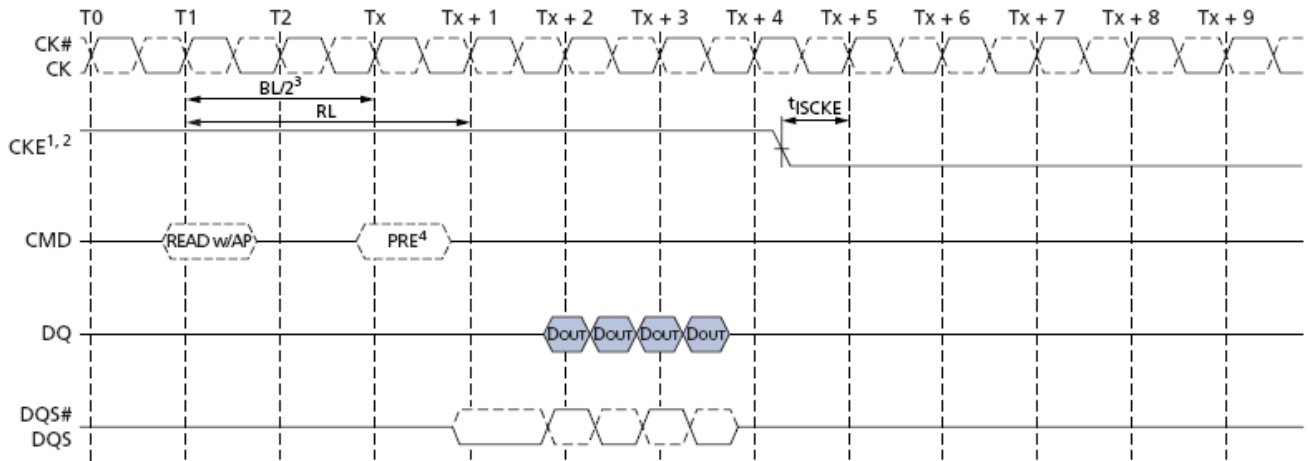 T0 T1 T2 Tx Tx + 1 Tx + 2 Tx + 3 Tx + 4 Tx + 5 Tx + 6 Tx + 7 Tx + 8 Tx + 9
CK#
CK
BL/2³
RL
tISCKE
CKE1, 2
CMD READ w/AP PRE⁴
DQ DOUT DOUT DOUT DOUT
DQS#
DQS